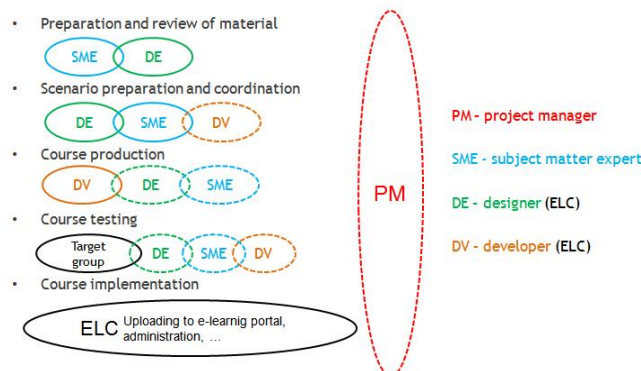 • Preparation and review of material
SME DE
• Scenario preparation and coordination
DE SME DV
• Course production
DV DE SME
• Course testing
Target
group
DE SME DV
• Course implementation
ELC Uploading to e-learnig portal,
administration, ...
PM
PM - project manager
SME - subject matter expert
DE - designer (ELC)
DV - developer (ELC)